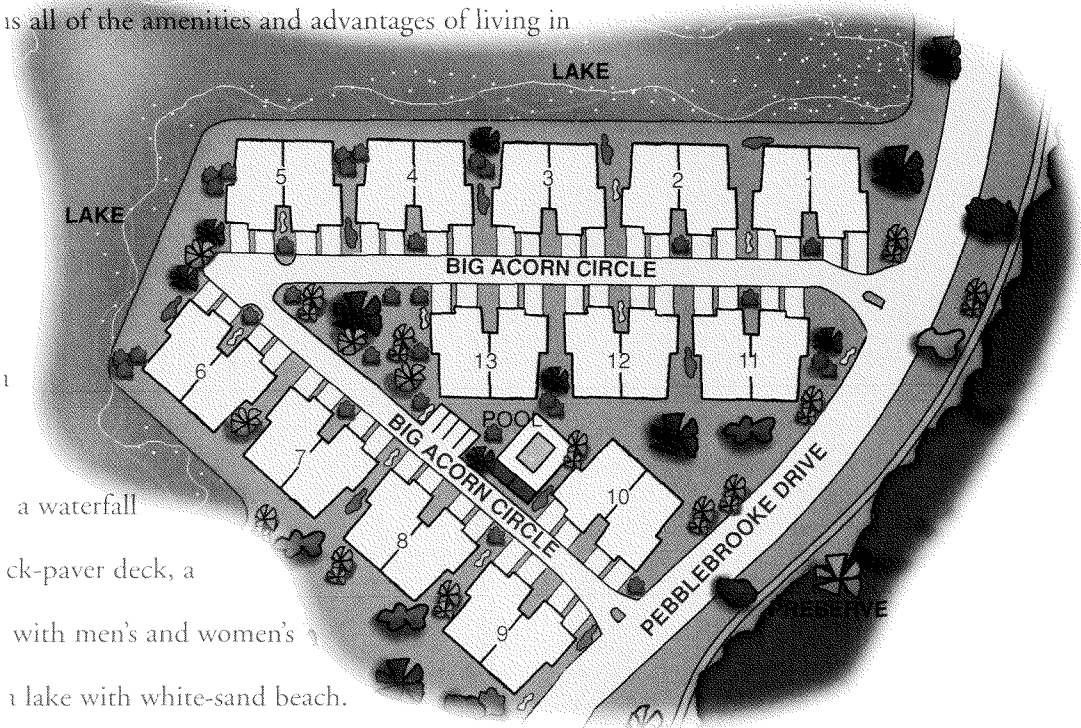 s all of the amenities and advantages of living in
LAKE
LAKE
5
4
3
2
1
BIG ACORN CIRCLE
13
12
11
6
POOL
7
BIG ACORN CIRCLE
10
8
9
PEBBLEBROOKE DRIVE
PRESERVE
a waterfall
ck-paver deck, a
with men's and women's
lake with white-sand beach.